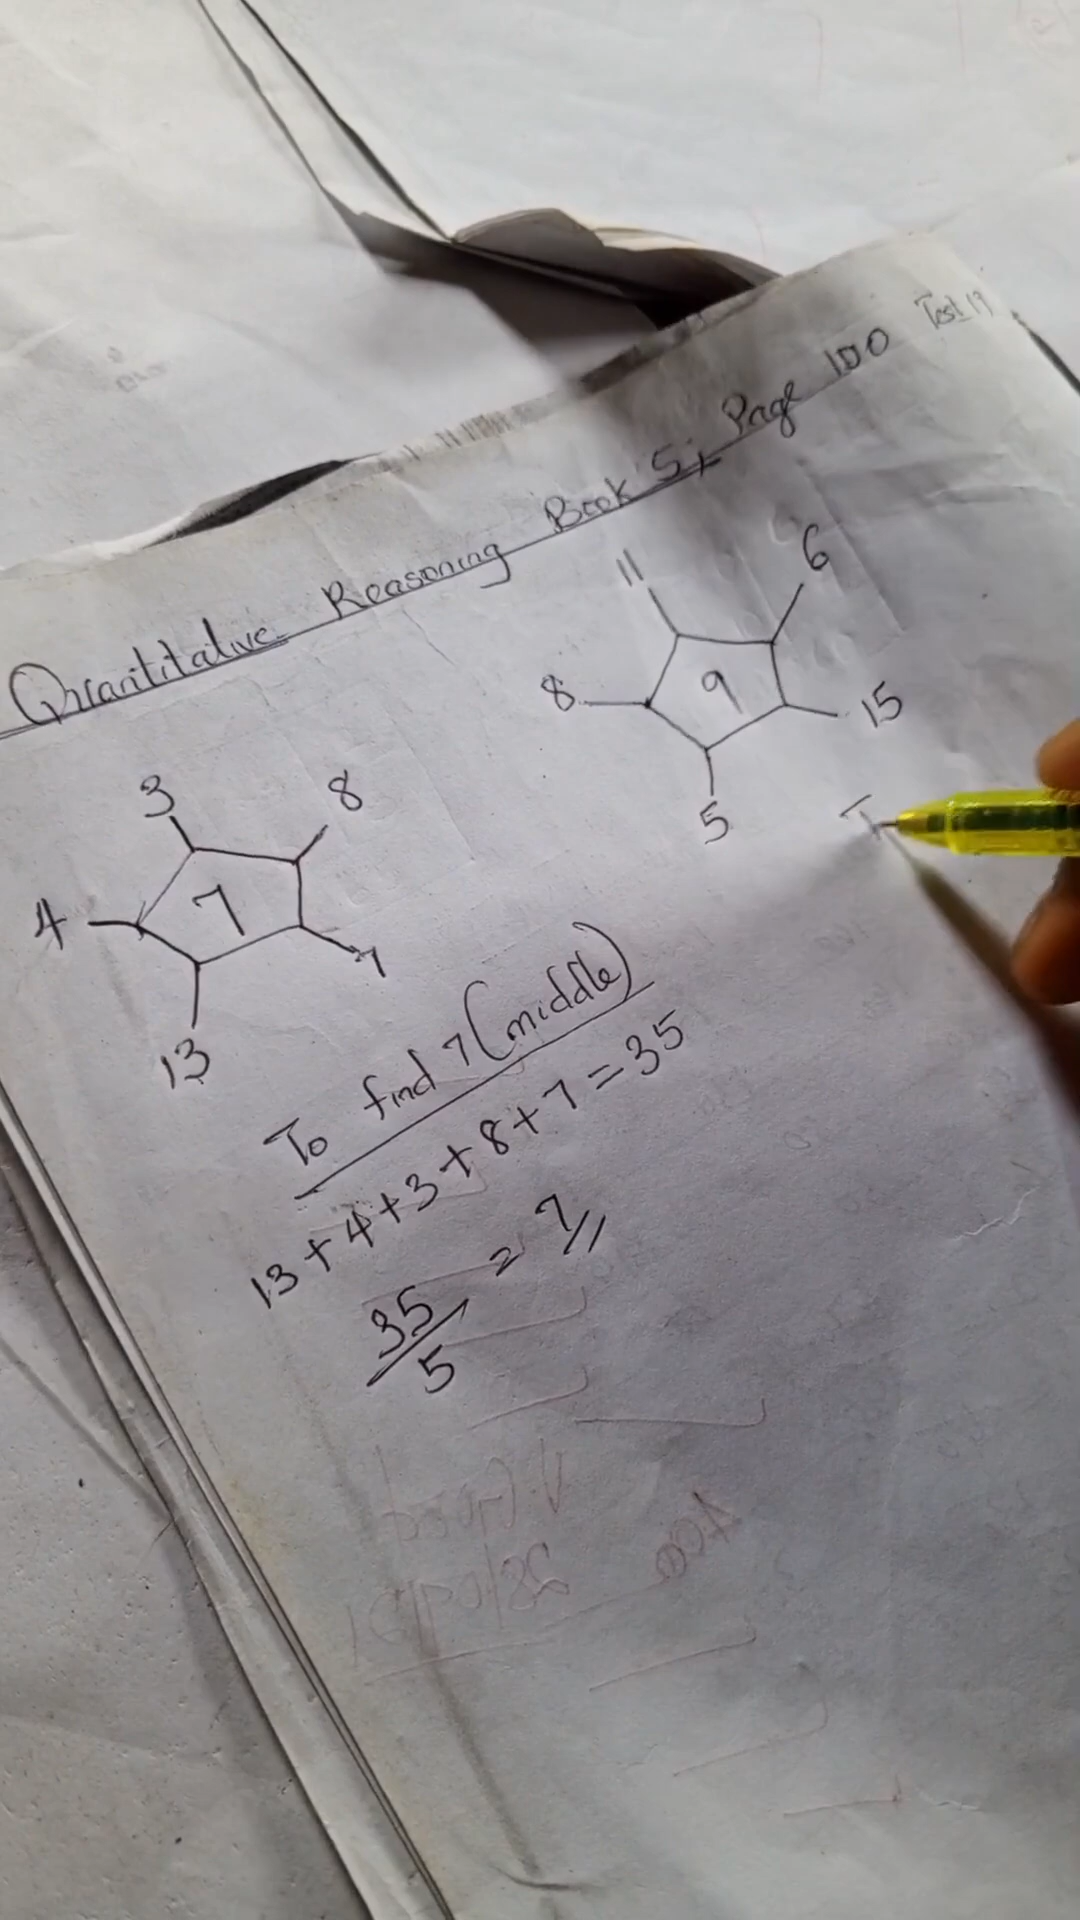 Quantitative Reasoning Book 5, Page 100 Test 19
3 8
4 7 7
13
11 6
8 9 15
5
T
To find 7 (middle)
13 + 4 + 3 + 8 + 7 = 35
35
5 = 7
V. Good